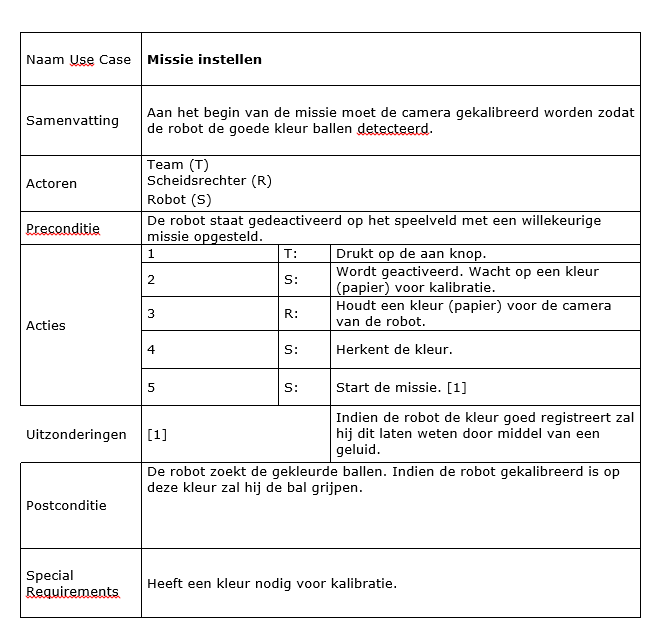 Naam Use Case
Missie instellen
Samenvatting
Aan het begin van de missie moet de camera gekalibreerd worden zodat
de robot de goede kleur ballen detecteerd.
Actoren
Team (T)
Scheidsrechter (R)
Robot (S)
Preconditie
De robot staat gedeactiveerd op het speelveld met een willekeurige
missie opgesteld.
Acties
1 T: Drukt op de aan knop.
2 S: Wordt geactiveerd. Wacht op een kleur
(papier) voor kalibratie.
3 R: Houdt een kleur (papier) voor de camera
van de robot.
4 S: Herkent de kleur.
5 S: Start de missie. [1]
Uitzonderingen
[1]
Indien de robot de kleur goed registreert zal
hij dit laten weten door middel van een
geluid.
Postconditie
De robot zoekt de gekleurde ballen. Indien de robot gekalibreerd is op
deze kleur zal hij de bal grijpen.
Special
Requirements
Heeft een kleur nodig voor kalibratie.